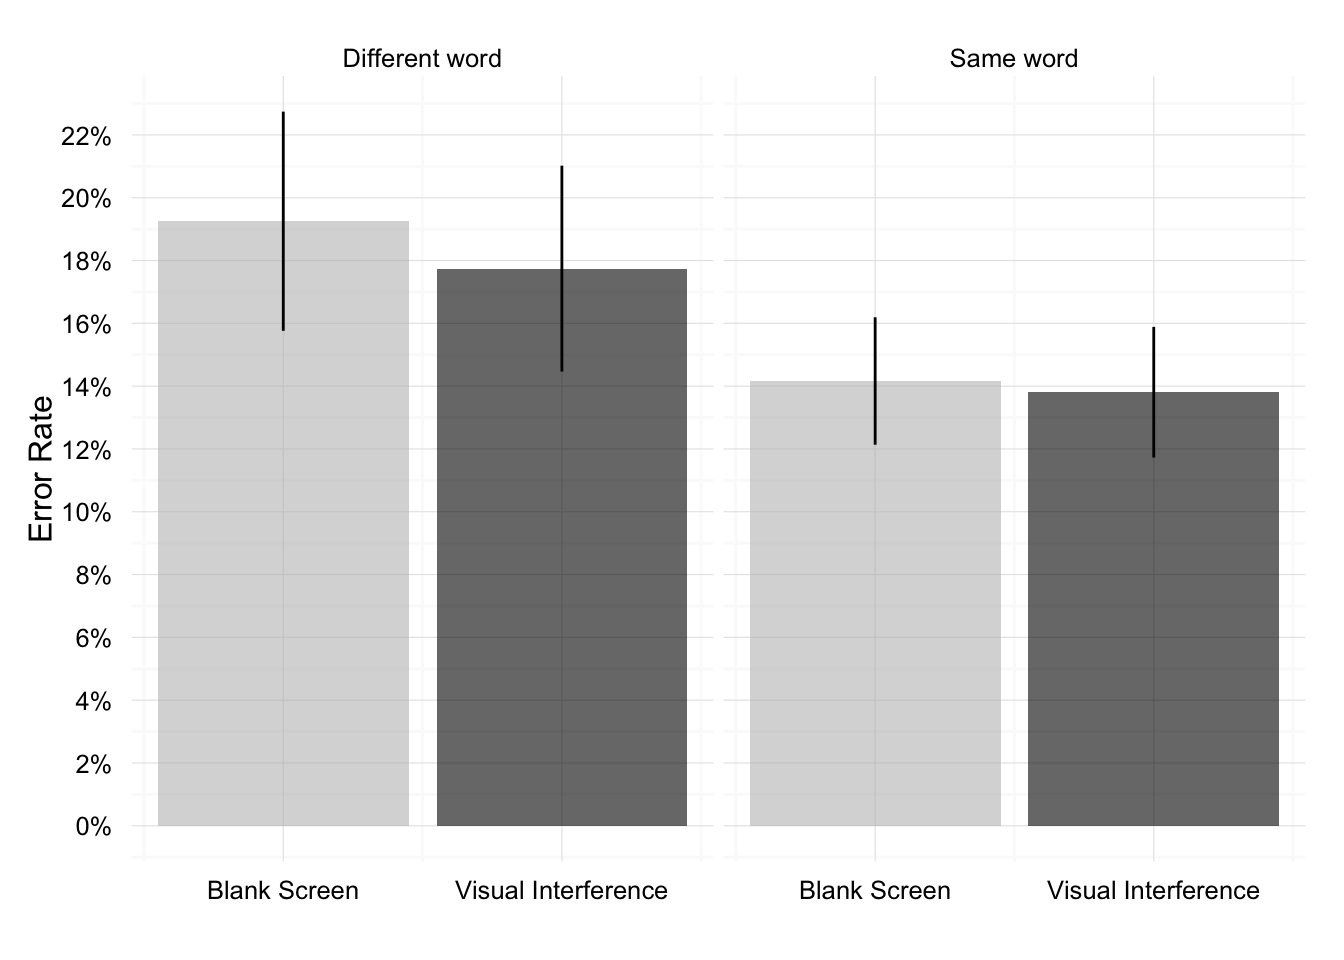 Different word
Same word
Error Rate
22%
20%
18%
16%
14%
12%
10%
8%
6%
4%
2%
0%
Blank Screen
Visual Interference
Blank Screen
Visual Interference